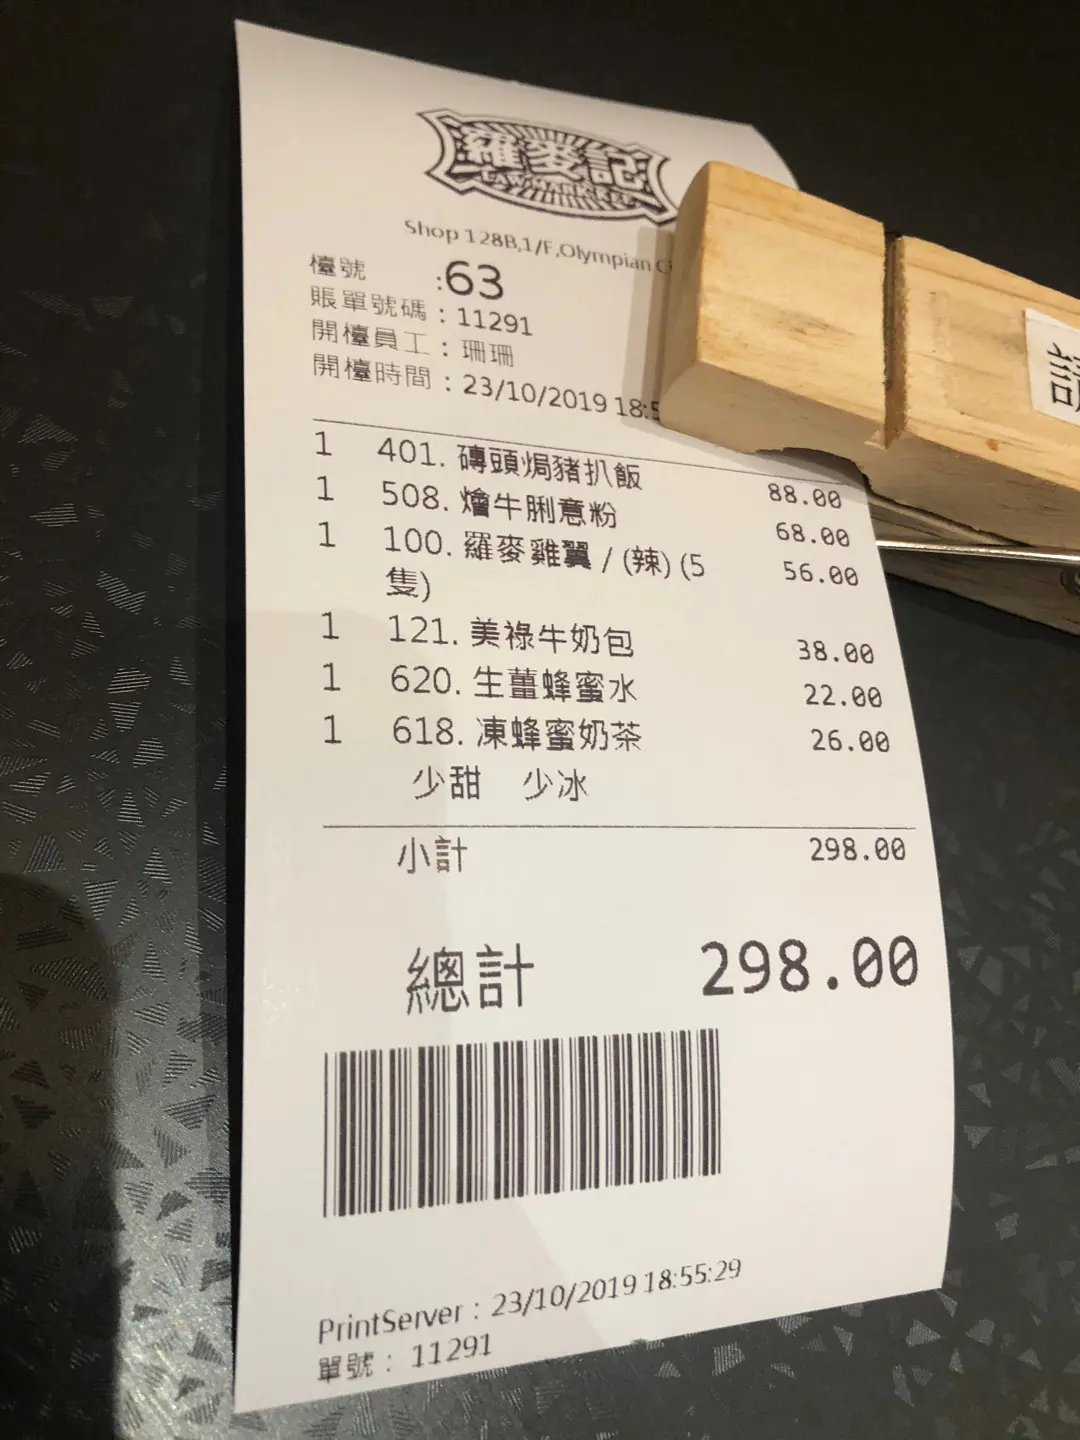 羅麥記
LAWMARK KEE
Shop 128B,1/F,Olympian
檯號 :63
賬單號碼 : 11291
開檯員工 : 珊珊
開檯時間 : 23/10/2019 18:5
1 401. 磚頭焗豬扒飯 88.00
1 508. 燴牛脷意粉 68.00
1 100. 羅麥雞翼 / (辣) (5 56.00
隻)
1 121. 美祿牛奶包 38.00
1 620. 生薑蜂蜜水 22.00
1 618. 凍蜂蜜奶茶 26.00
少甜 少冰
小計 298.00
總計 298.00
PrintServer : 23/10/2019 18:55:29
單號 : 11291